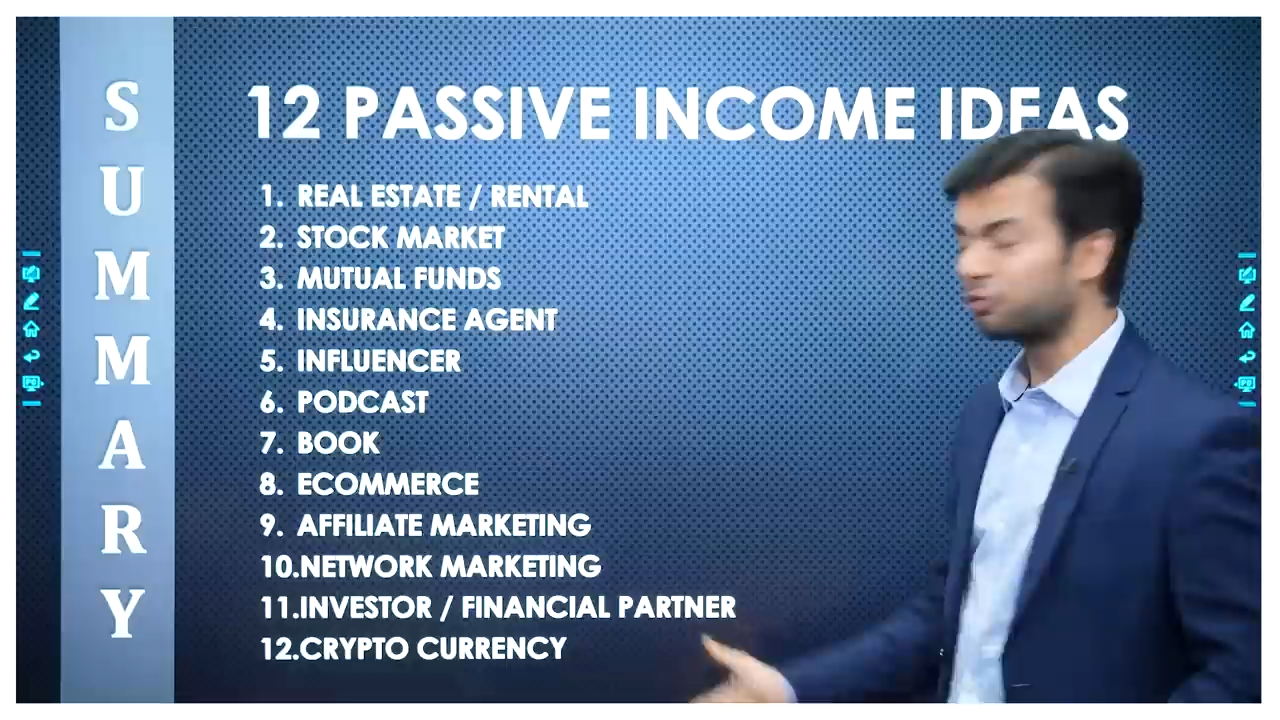 SUMMARY
12 PASSIVE INCOME IDEAS
1. REAL ESTATE / RENTAL
2. STOCK MARKET
3. MUTUAL FUNDS
4. INSURANCE AGENT
5. INFLUENCER
6. PODCAST
7. BOOK
8. ECOMMERCE
9. AFFILIATE MARKETING
10.NETWORK MARKETING
11.INVESTOR / FINANCIAL PARTNER
12.CRYPTO CURRENCY